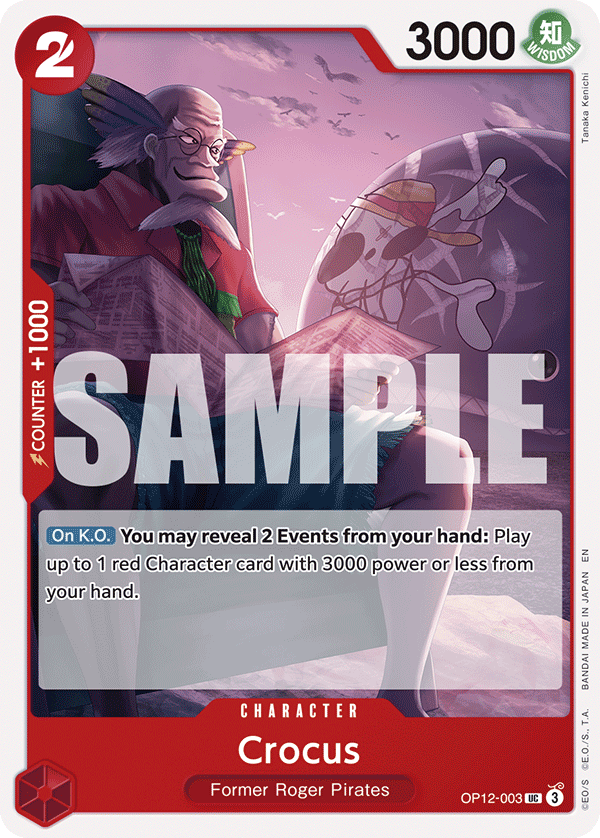 2
3000
知
WISDOM
Tanaka Kenichi
COUNTER +1000
SAMPLE
On K.O. You may reveal 2 Events from your hand: Play
up to 1 red Character card with 3000 power or less from
your hand.
CHARACTER
Crocus
Former Roger Pirates
OP12-003 UC 3
©EO/S ©E.O./S., T.A. BANDAI MADE IN JAPAN EN